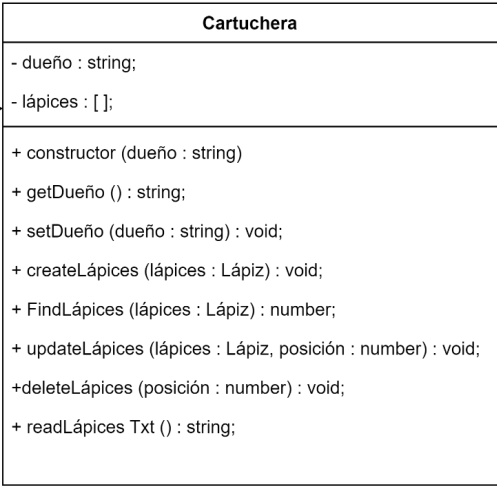 Cartuchera
- dueño : string;
- lápices : [ ];
+ constructor (dueño : string)
+ getDueño () : string;
+ setDueño (dueño : string) : void;
+ createLápices (lápices : Lápiz) : void;
+ FindLápices (lápices : Lápiz) : number;
+ updateLápices (lápices : Lápiz, posición : number) : void;
+deleteLápices (posición : number) : void;
+ readLápices Txt () : string;